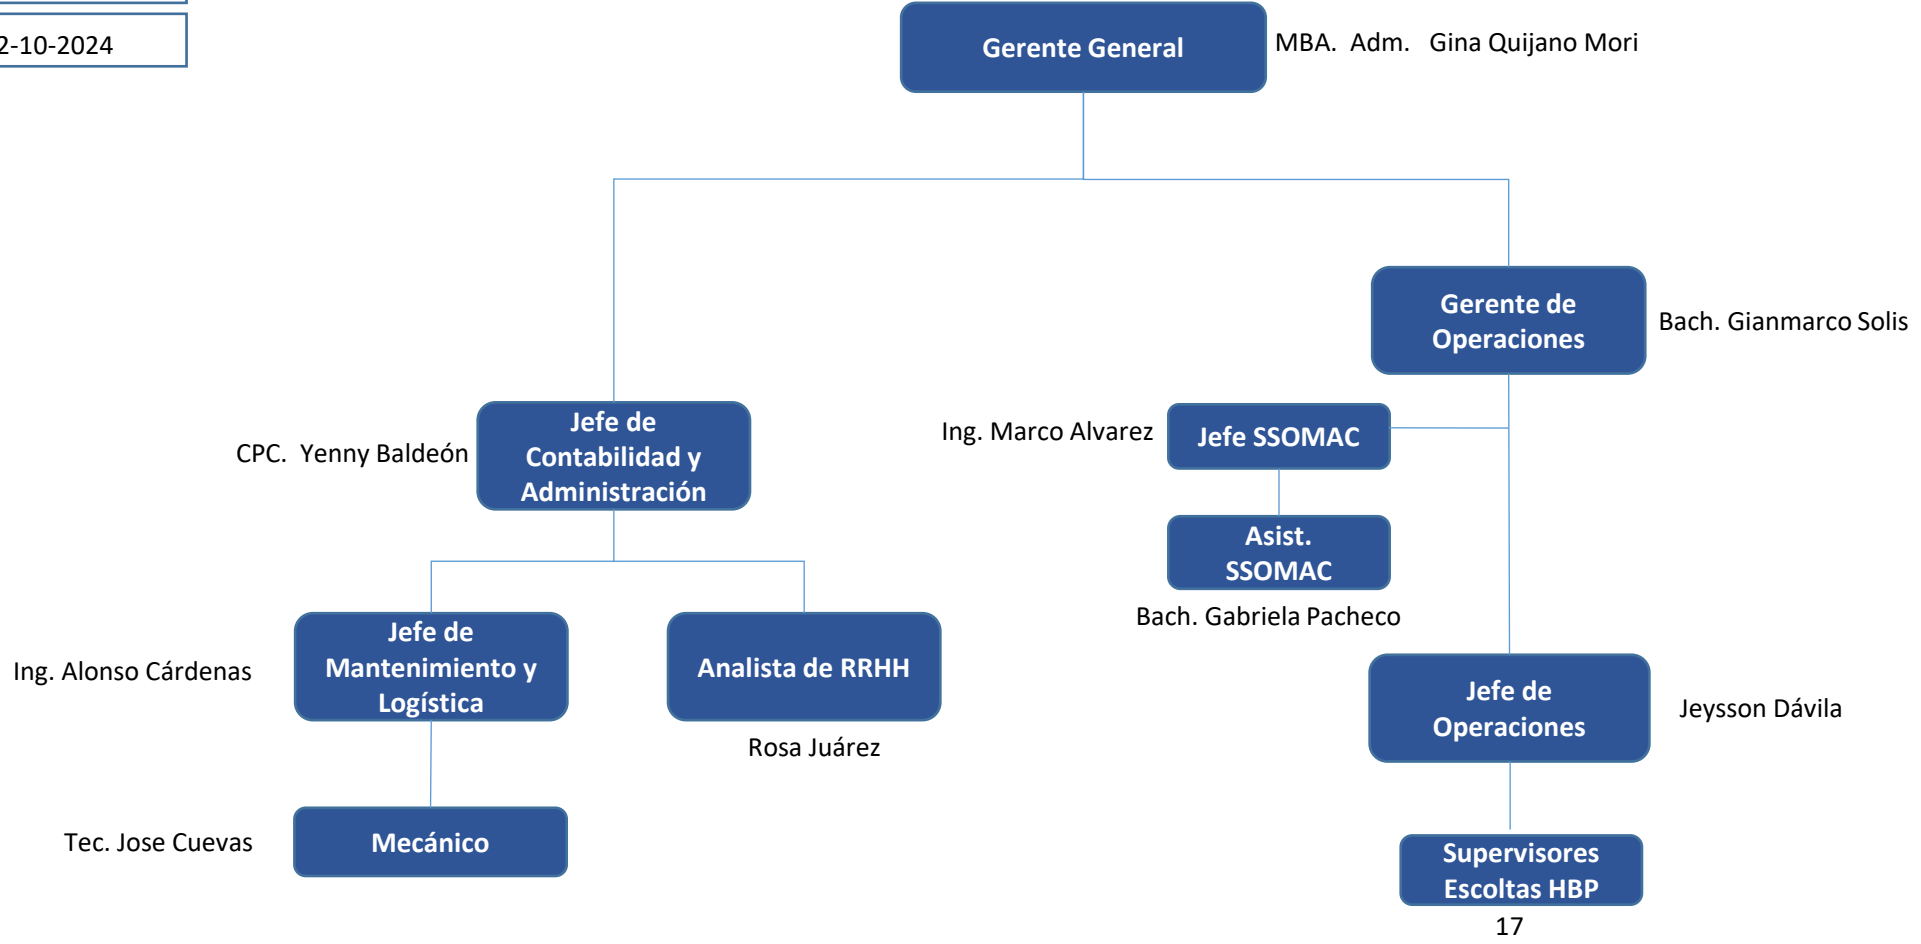 2-10-2024
Gerente General
MBA. Adm. Gina Quijano Mori
Gerente de
Operaciones
Bach. Gianmarco Solis
Jefe de
Contabilidad y
Administración
CPC. Yenny Baldeón
Ing. Marco Alvarez
Jefe SSOMAC
Asist.
SSOMAC
Bach. Gabriela Pacheco
Ing. Alonso Cárdenas
Jefe de
Mantenimiento y
Logística
Analista de RRHH
Rosa Juárez
Jefe de
Operaciones
Jeysson Dávila
Tec. Jose Cuevas
Mecánico
Supervisores
Escoltas HBP
17